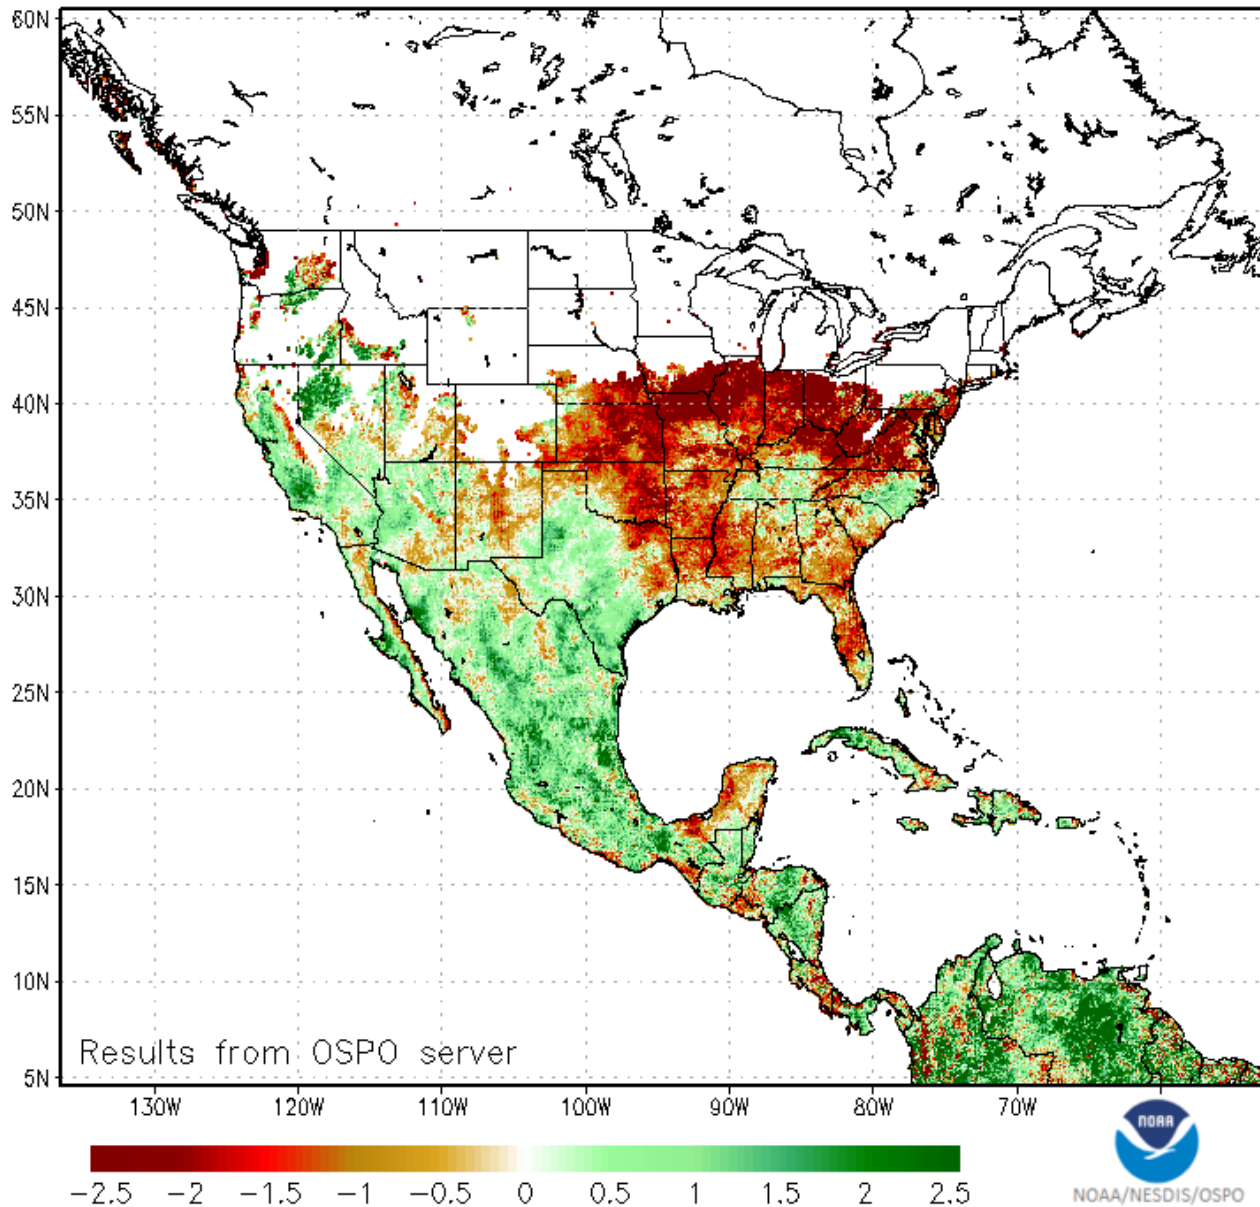 60N
55N
50N
45N
40N
35N
30N
25N
20N
15N
10N
Results from OSPO server
5N
130W 120W 110W 100W 90W 80W 70W
NOAA
-2.5 -2 -1.5 -1 -0.5 0 0.5 1 1.5 2 2.5
NOAA/NESDIS/OSPO